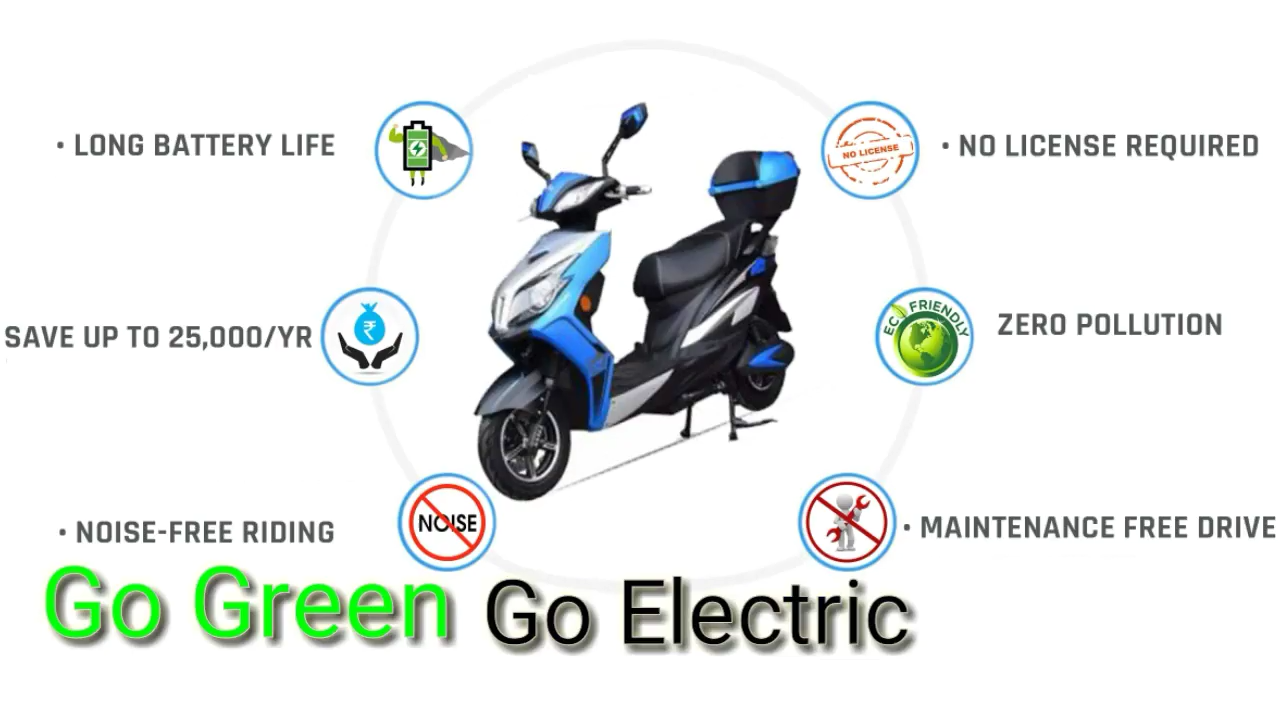 • LONG BATTERY LIFE
NO LICENSE
• NO LICENSE REQUIRED
SAVE UP TO 25,000/YR
₹
ECO FRIENDLY
ZERO POLLUTION
• NOISE-FREE RIDING
NOISE
• MAINTENANCE FREE DRIVE
Go Green Go Electric